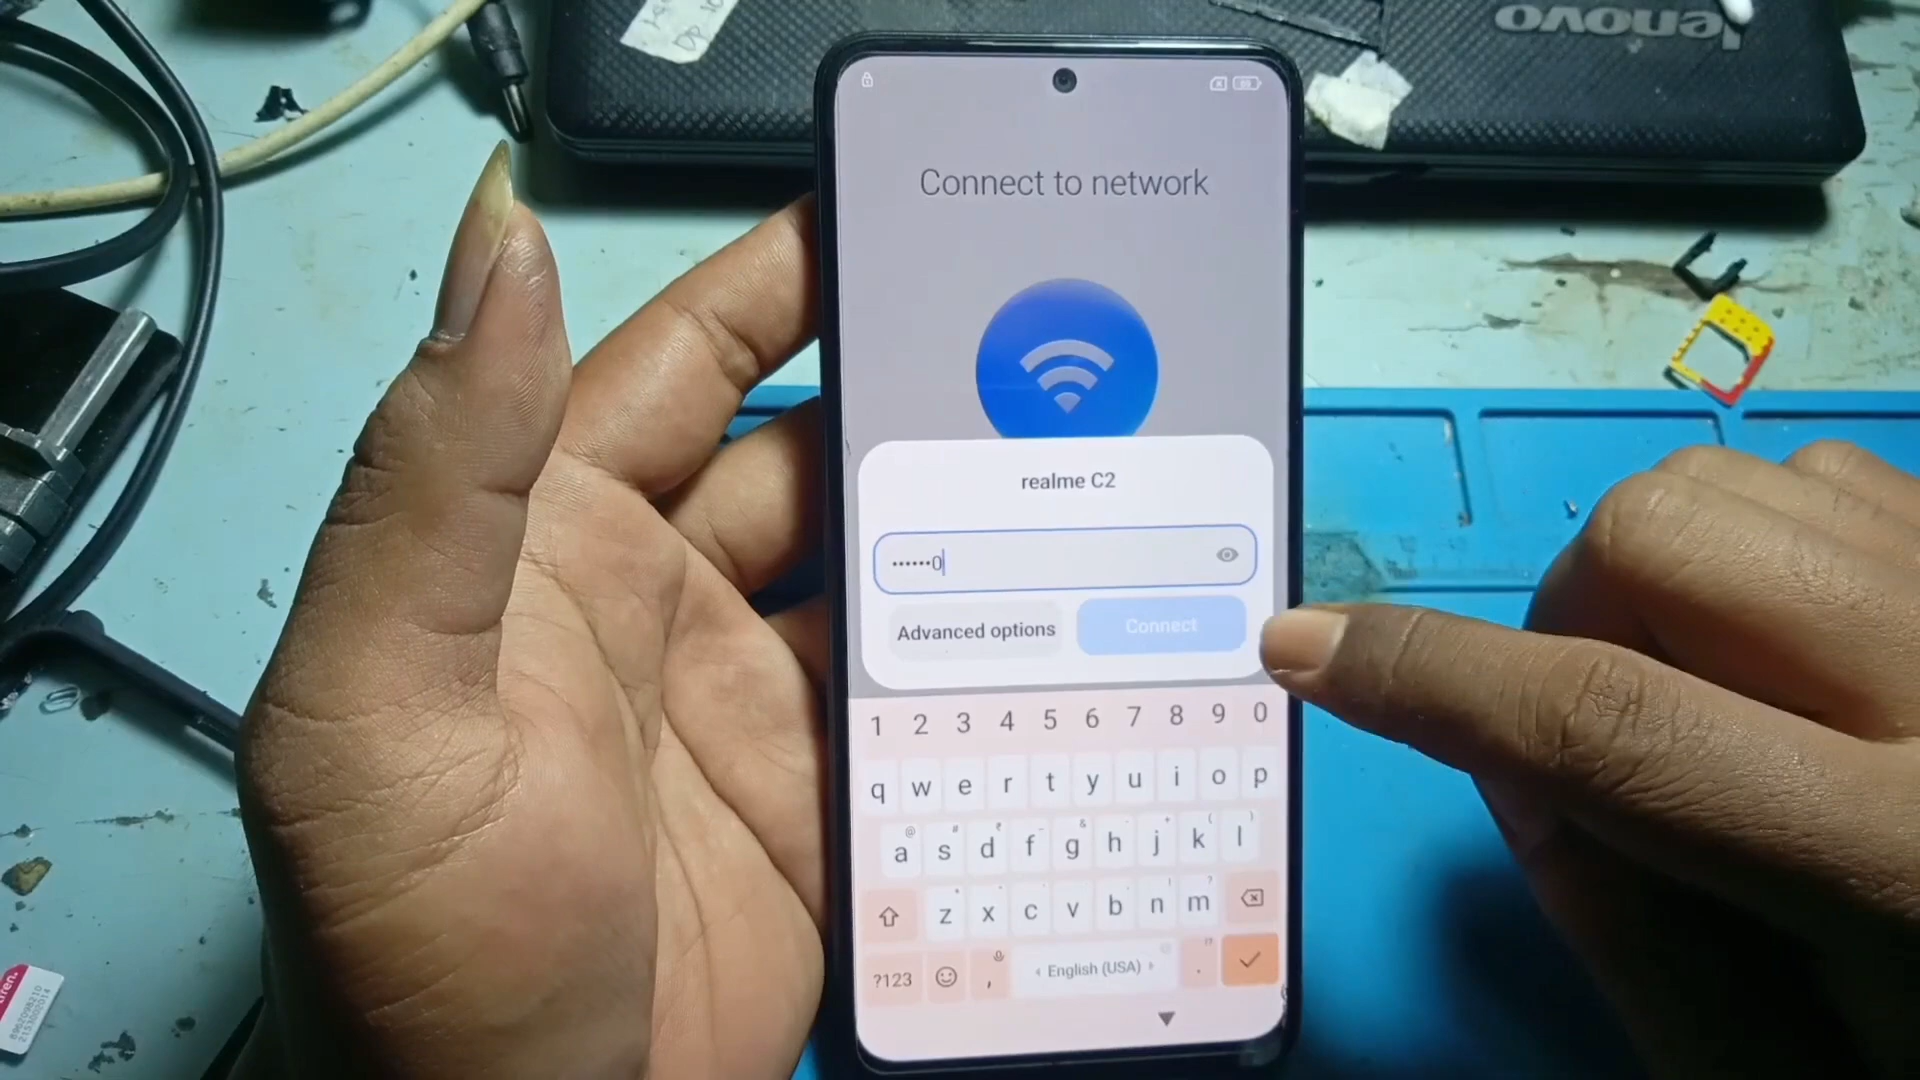 lenovo
Connect to network
realme C2
••••••0
Advanced options
Connect
1 2 3 4 5 6 7 8 9 0
q w e r t y u i o p
a s d f g h j k l
z x c v b n m
?123
,
English (USA)
.